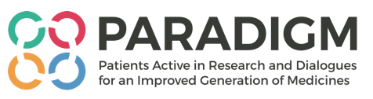 PARADIGM
Patients Active in Research and Dialogues
for an Improved Generation of Medicines